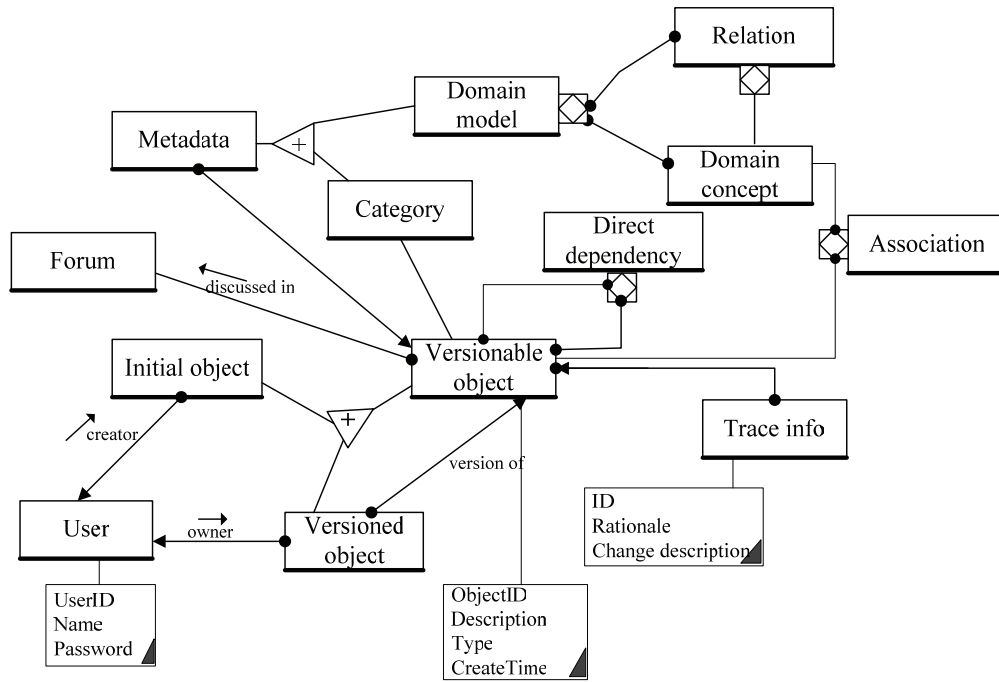 Relation
Domain
model
Metadata
+
Domain
concept
Category
Direct
dependency
Association
Forum
discussed in
Versionable
object
Initial object
+
creator
Trace info
version of
User
owner
Versioned
object
ID
Rationale
Change description
UserID
Name
Password
ObjectID
Description
Type
CreateTime